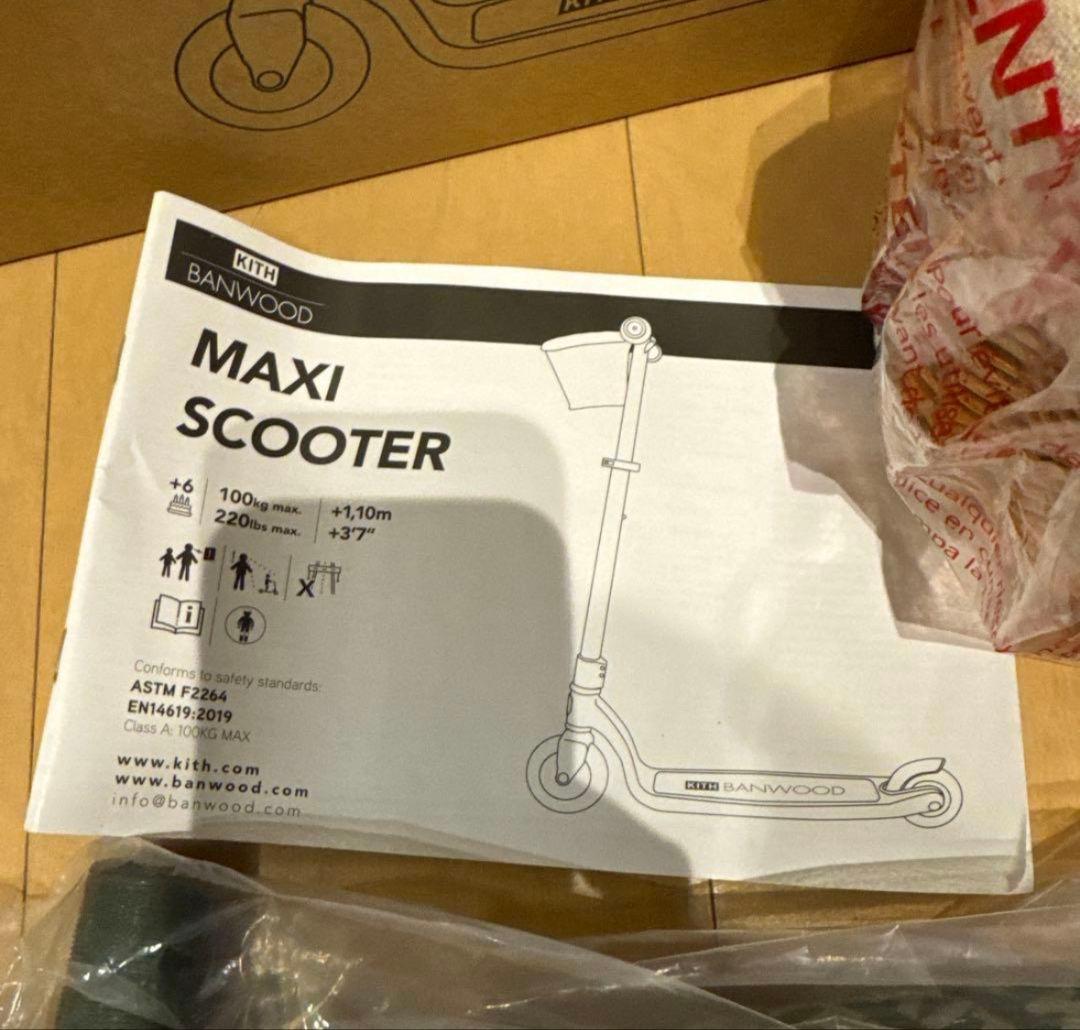 KITH
BANWOOD
MAXI
SCOOTER
+6
100kg max.
220lbs max.
+1,10m
+3'7"
X
Conforms to safety standards:
ASTM F2264
EN14619:2019
Class A: 100KG MAX
www.kith.com
www.banwood.com
info@banwood.com
KITH BANWOOD